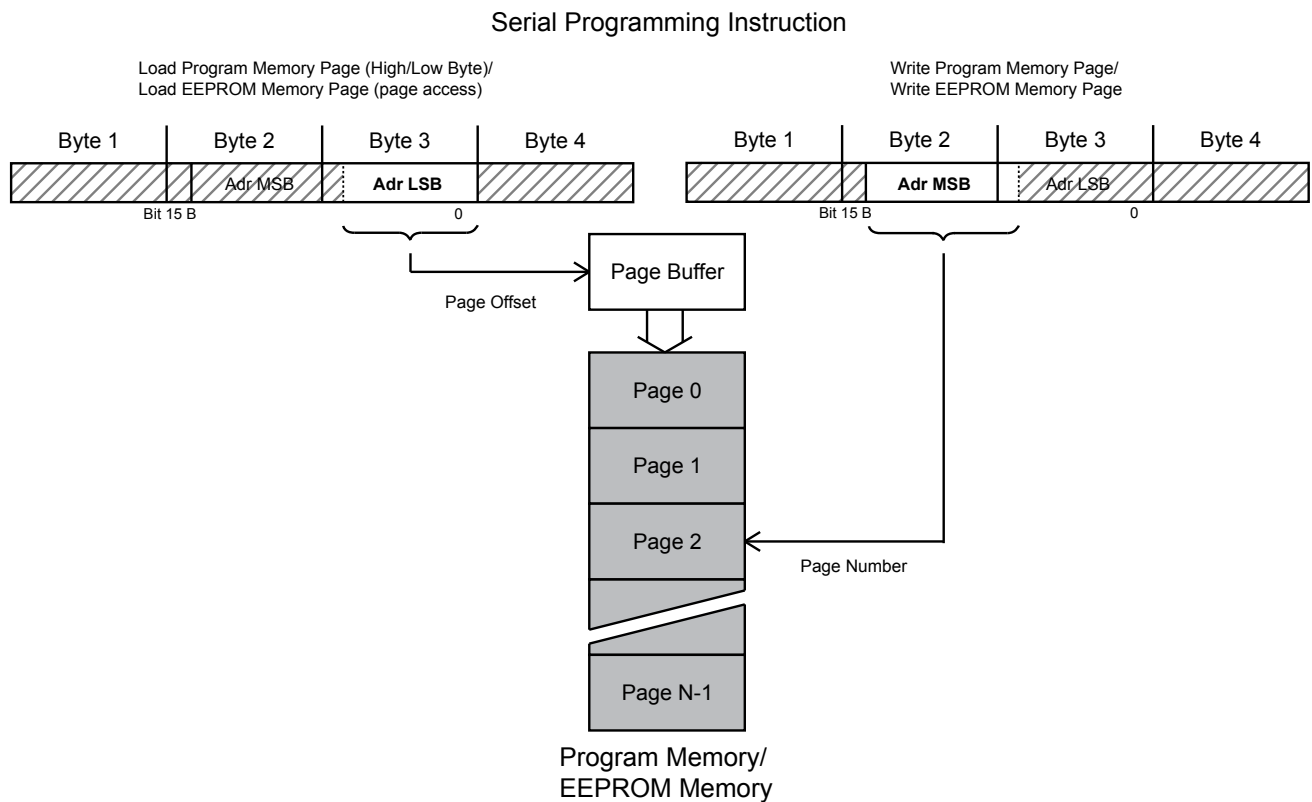 Serial Programming Instruction
Load Program Memory Page (High/Low Byte)/
Load EEPROM Memory Page (page access)
Write Program Memory Page/
Write EEPROM Memory Page
Byte 1 Byte 2 Byte 3 Byte 4
Byte 1 Byte 2 Byte 3 Byte 4
Adr MSB Adr LSB
Adr MSB Adr LSB
Bit 15 B 0
Bit 15 B 0
Page Buffer
Page Offset
Page 0
Page 1
Page 2
Page Number
Page N-1
Program Memory/
EEPROM Memory